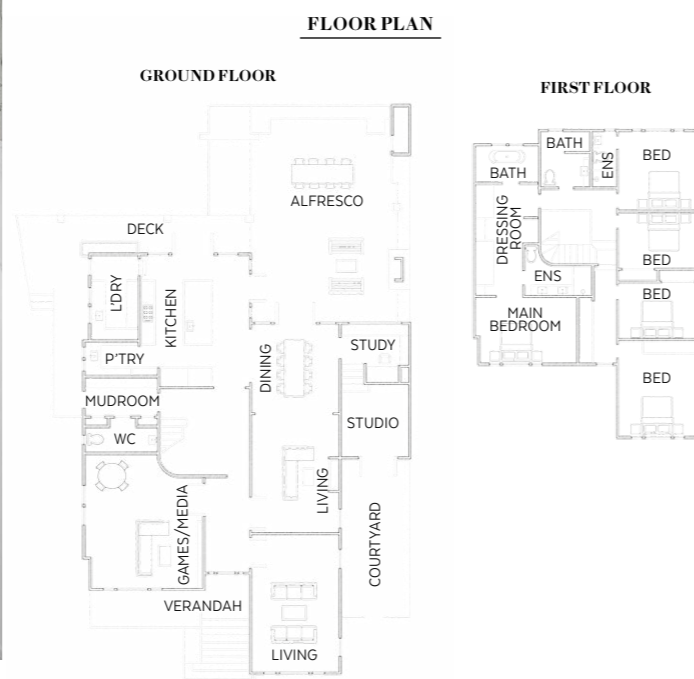 FLOOR PLAN
GROUND FLOOR
ALFRESCO
DECK
L'DRY
KITCHEN
P'TRY
DINING
STUDY
MUDROOM
STUDIO
WC
LIVING
GAMES/MEDIA
COURTYARD
VERANDAH
LIVING
FIRST FLOOR
BATH
BATH
ENS
BED
DRESSING
ROOM
BED
ENS
BED
MAIN
BEDROOM
BED